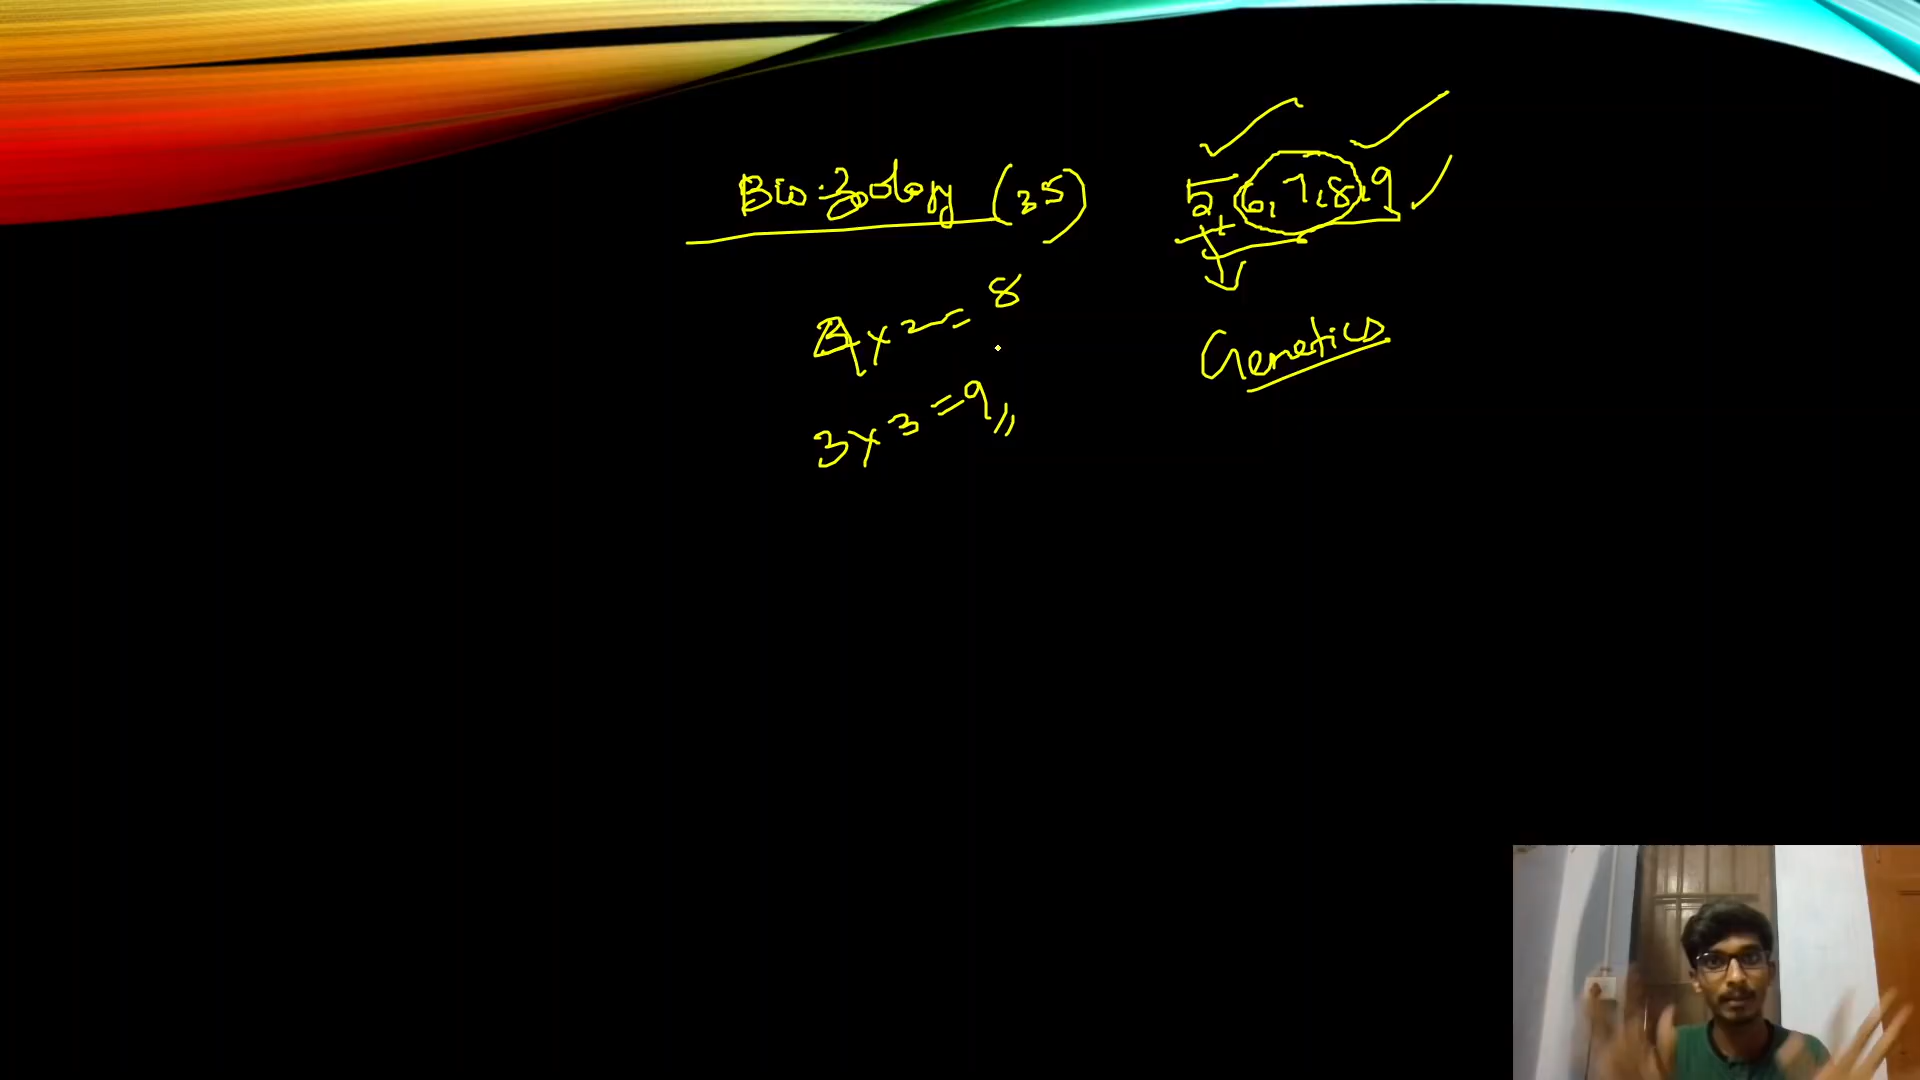 Bio-zoology (35)
5, 6, 7, 8, 9
4 x 2 = 8
3 x 3 = 9,,
Genetics